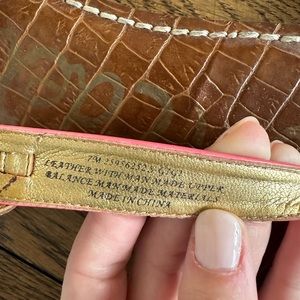 LEATHER WITH MAN MADE UPPER
BALANCE MAN MADE MATERIALS
MADE IN CHINA